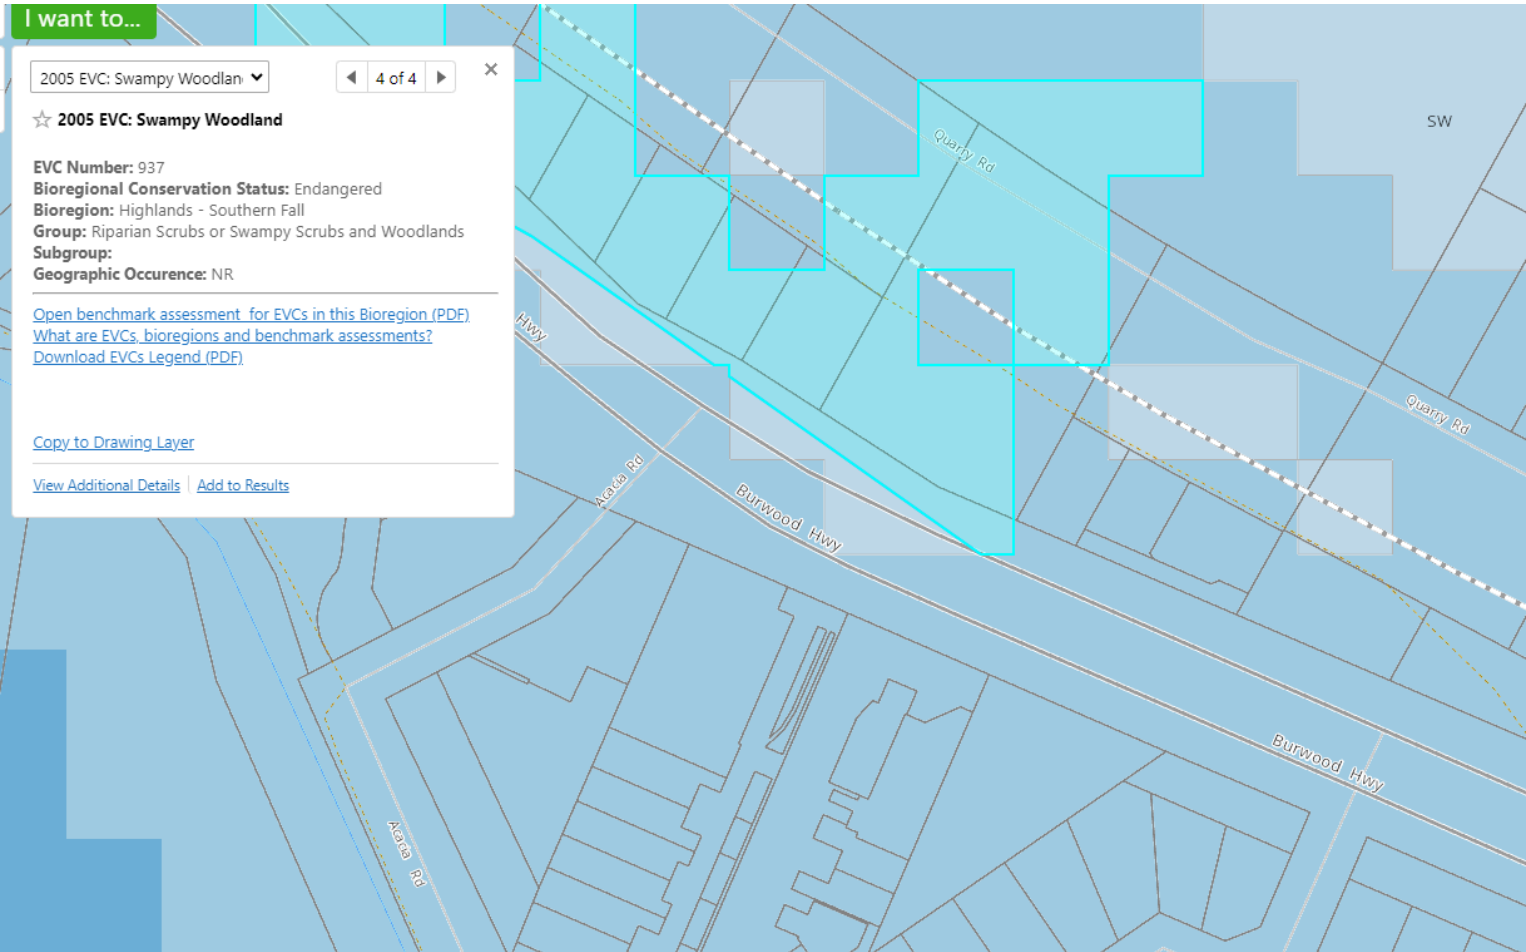 I want to...
2005 EVC: Swampy Woodlan
4 of 4
2005 EVC: Swampy Woodland
EVC Number: 937
Bioregional Conservation Status: Endangered
Bioregion: Highlands - Southern Fall
Group: Riparian Scrubs or Swampy Scrubs and Woodlands
Subgroup:
Geographic Occurence: NR
Open benchmark assessment for EVCs in this Bioregion (PDF)
What are EVCs, bioregions and benchmark assessments?
Download EVCs Legend (PDF)
Copy to Drawing Layer
View Additional Details
Add to Results
SW
Quarry Rd
Hwy
Quarry Rd
Acacia Rd
Burwood Hwy
Burwood Hwy
Acacia Rd